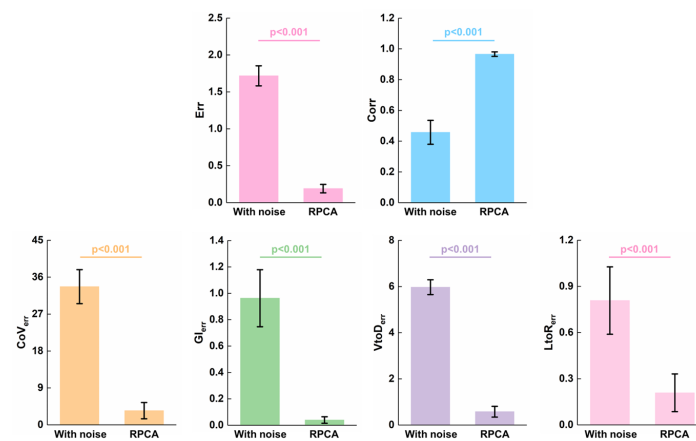 p<0.001
2.5
2.0
1.5
1.0
0.5
0.0
Err
With noise RPCA
p<0.001
1.2
1.0
0.8
0.6
0.4
0.2
0.0
Corr
With noise RPCA
p<0.001
45
36
27
18
9
0
CoVerr
With noise RPCA
p<0.001
1.4
1.2
1.0
0.8
0.6
0.4
0.2
0.0
GIerr
With noise RPCA
p<0.001
8
6
4
2
0
VtoDerr
With noise RPCA
p<0.001
1.2
0.9
0.6
0.3
0.0
LtoRerr
With noise RPCA